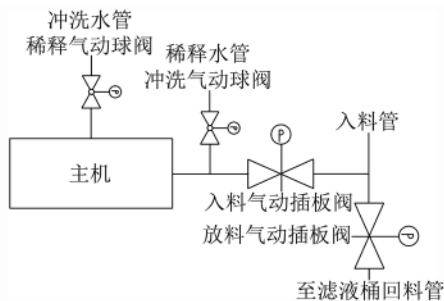 冲洗水管
稀释气动球阀
稀释水管
冲洗气动球阀
P
P
P
入料管
主机
入料气动插板阀
放料气动插板阀
P
至滤液桶回料管